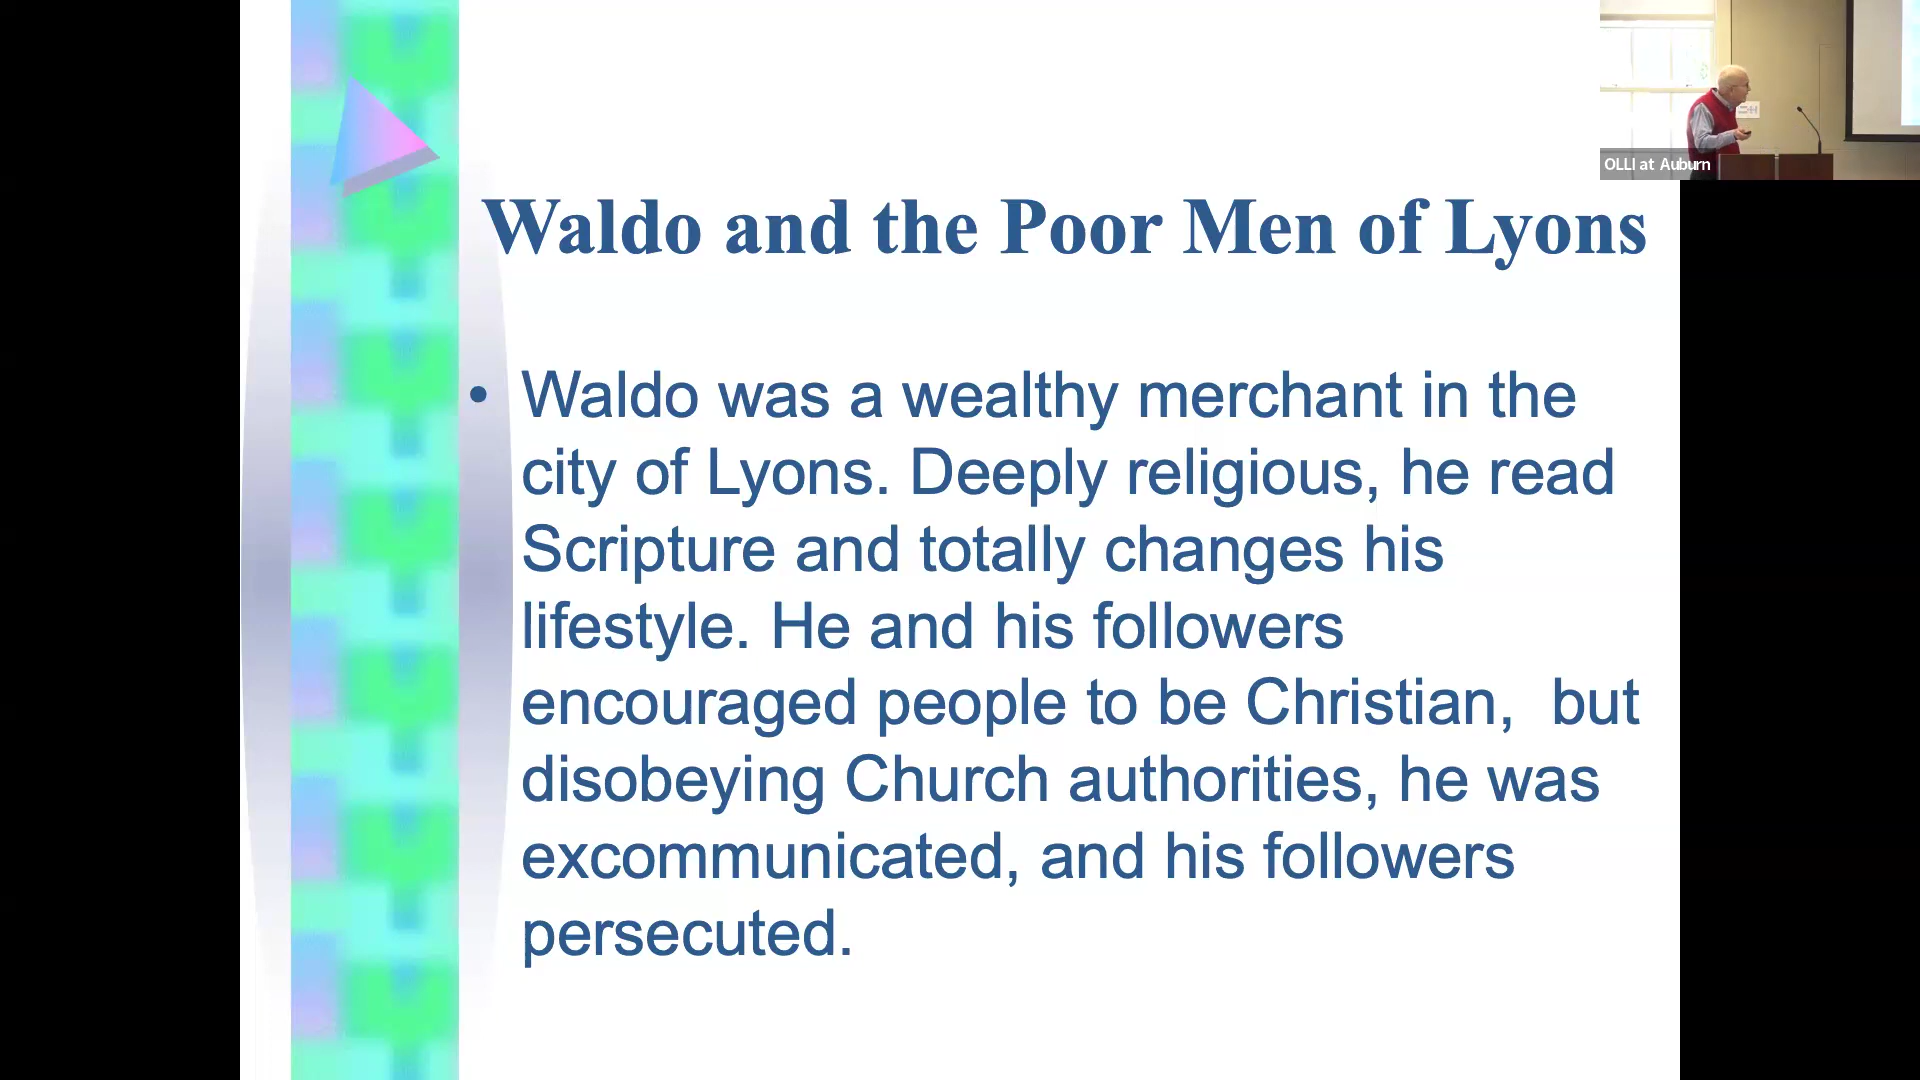 OLLI at Auburn
Waldo and the Poor Men of Lyons
• Waldo was a wealthy merchant in the
city of Lyons. Deeply religious, he read
Scripture and totally changes his
lifestyle. He and his followers
encouraged people to be Christian,  but
disobeying Church authorities, he was
excommunicated, and his followers
persecuted.